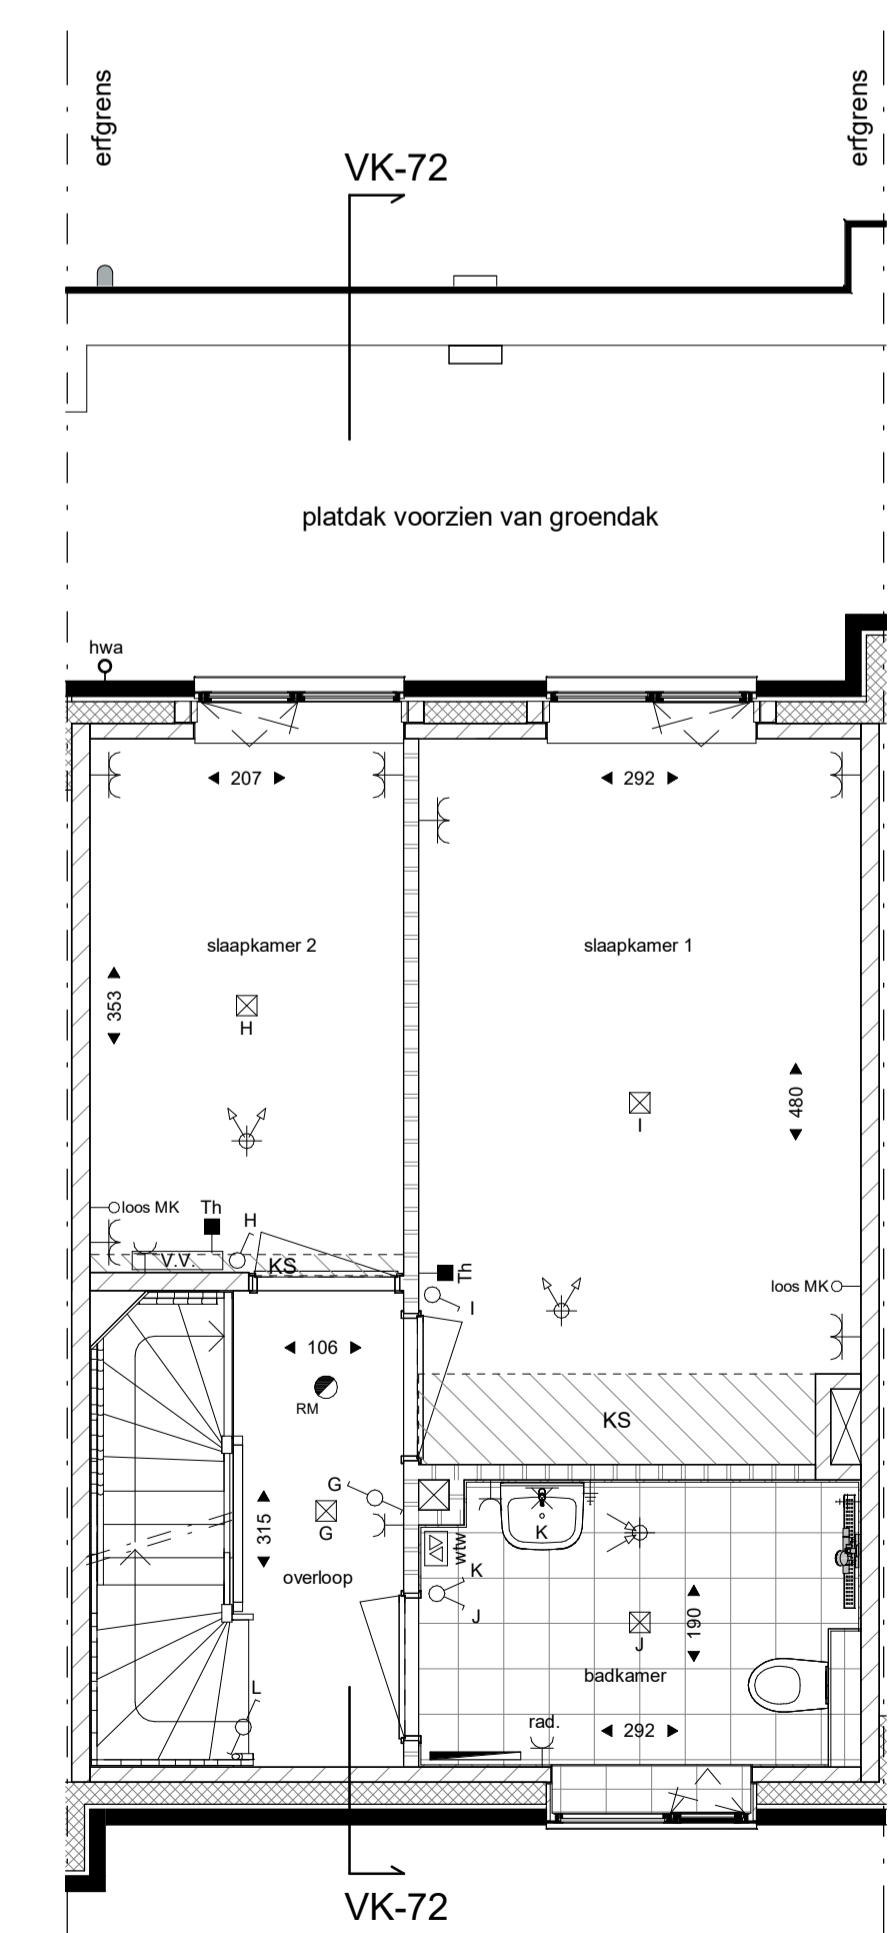 erfgrens
erfgrens
VK-72
platdak voorzien van groendak
hwa
207
292
slaapkamer 2
slaapkamer 1
353
H
480
I
loos MK
Th
H
V.V.
KS
Th
I
loos MK
106
RM
KS
G
G
315
K
wtw
overloop
K
J
J
190
badkamer
L
rad.
292
VK-72